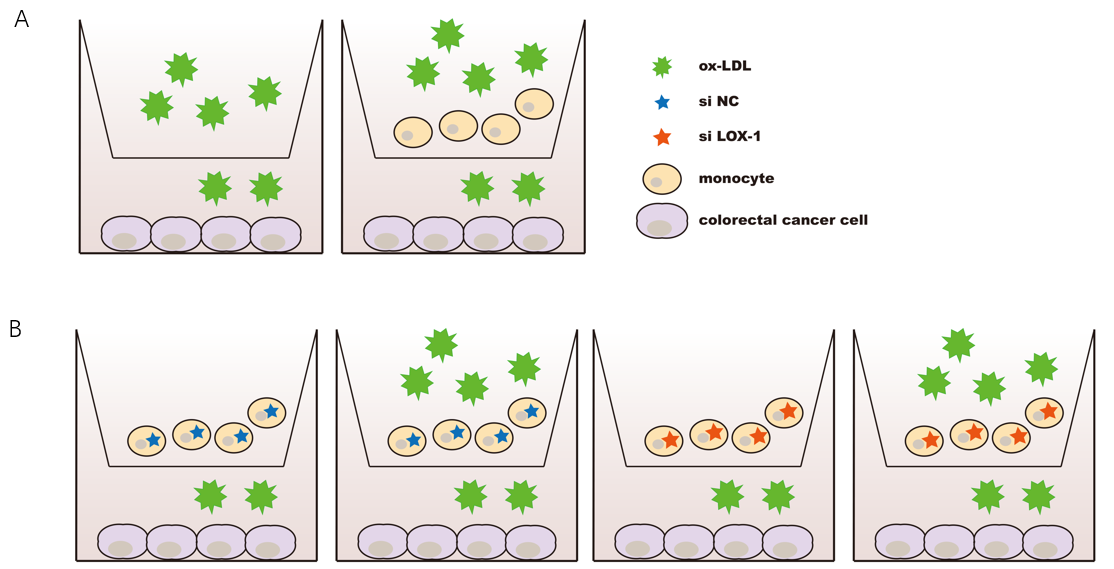 A
ox-LDL
si NC
si LOX-1
monocyte
colorectal cancer cell
B